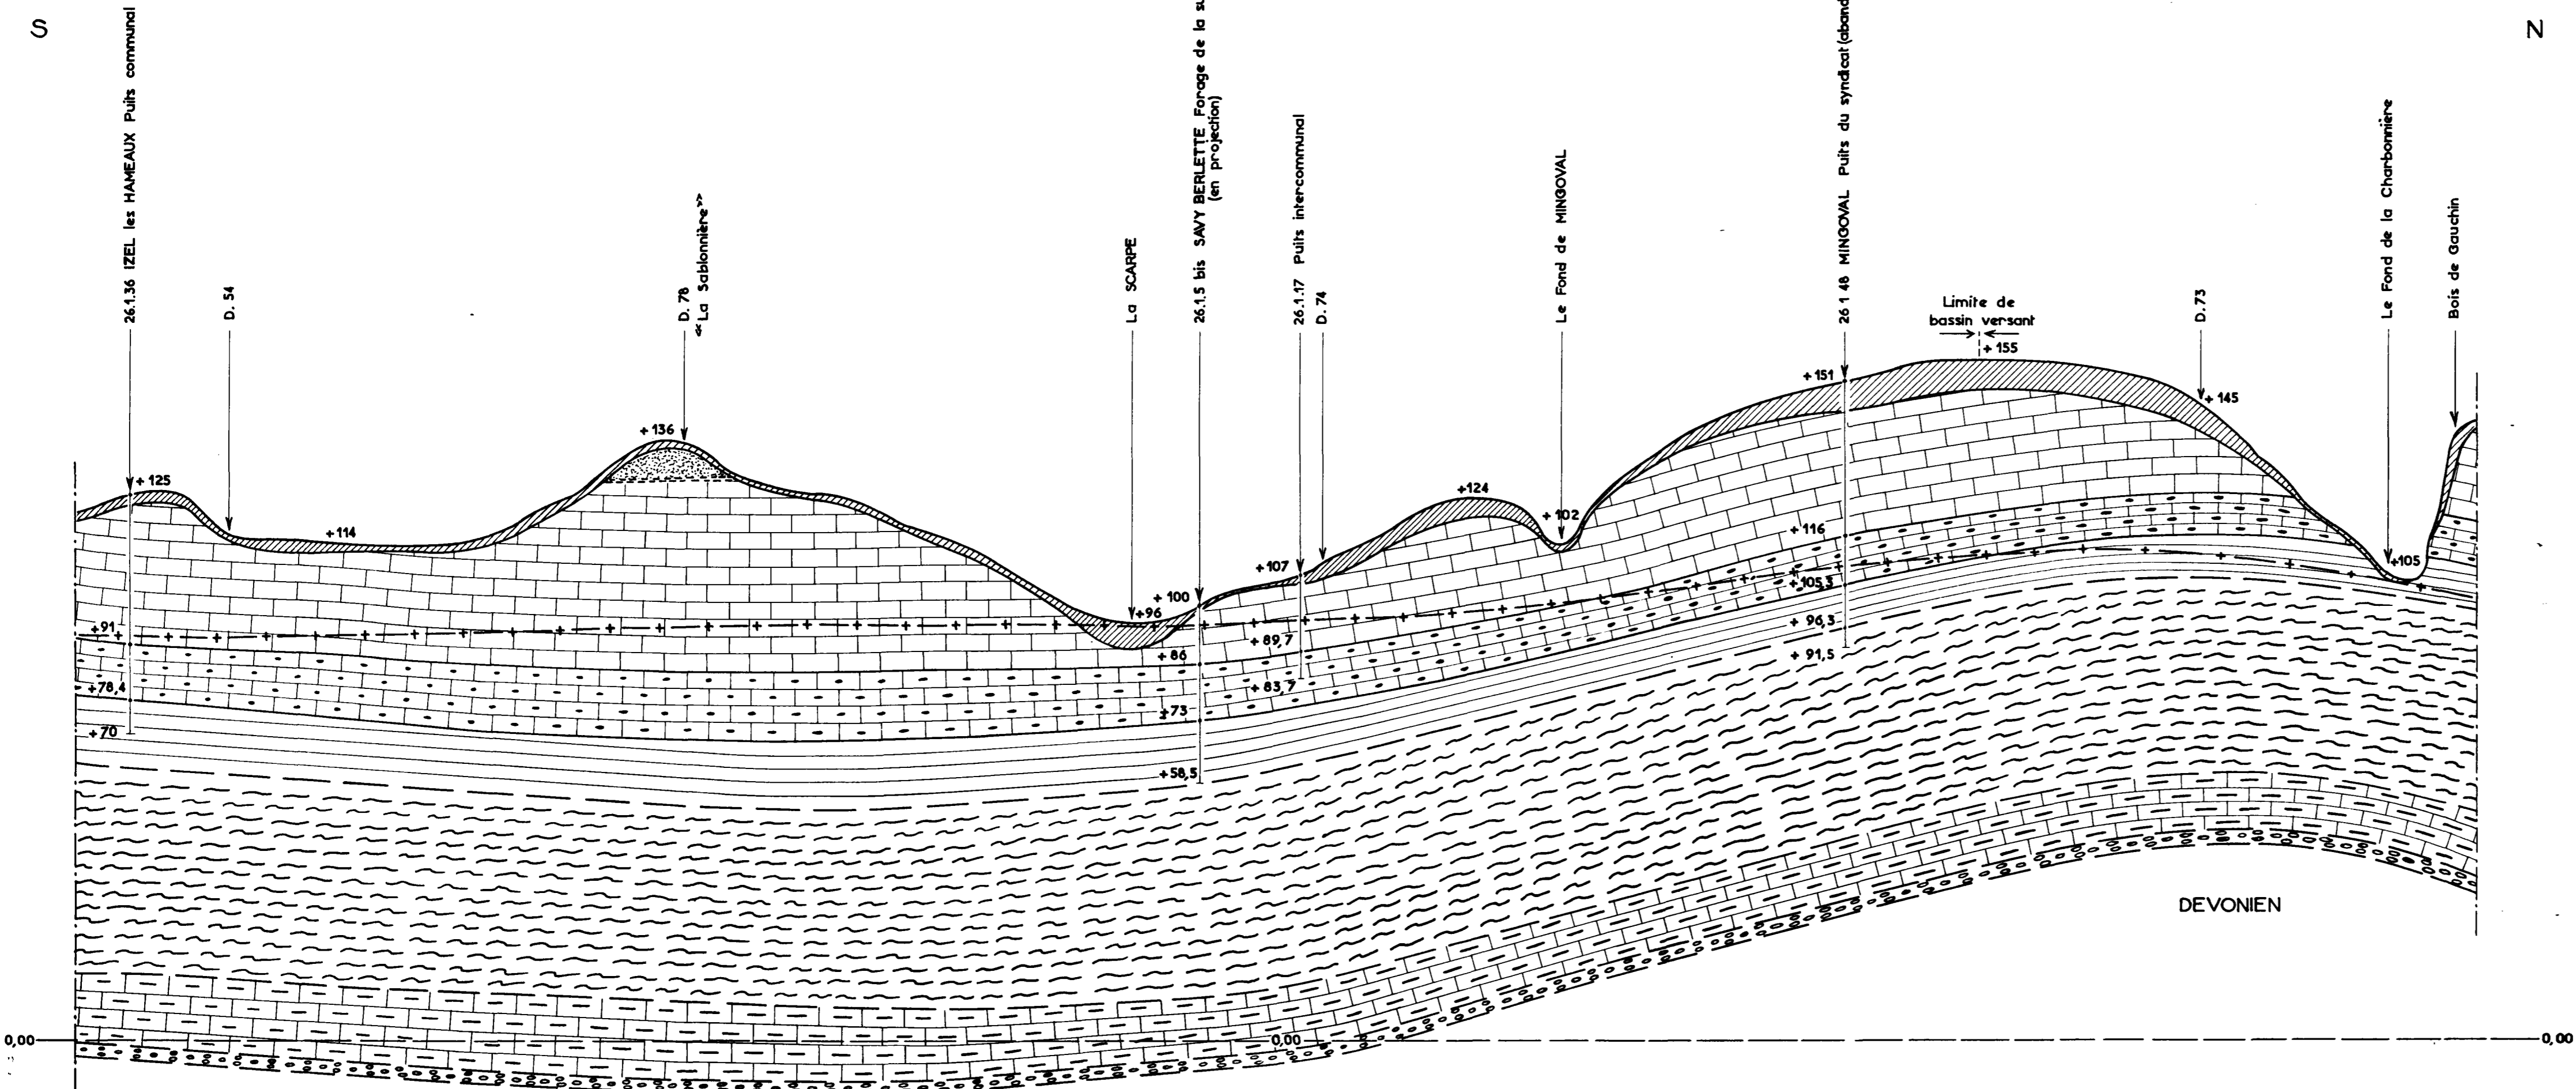 S
N
26.1.36 IZEL les HAMEAUX Puits communal
D. 54
D. 78
«La Sablonnière»
La SCARPE
26.1.5 bis SAVY BERLETTE Forage de la
(en projection)
26.1.17 Puits intercommunal
D. 74
Le Fond de MINGOVAL
26 1 48 MINGOVAL Puits du syndicat
Limite de
bassin versant
D. 73
Le Fond de la Charbonnière
Bois de Gauchin
+ 155
+ 151
+ 145
+ 136
+ 125
+124
+114
+ 102
+ 116
+ 107
+105
+ 105,3
+ 100
+96
+91
+ 89,7
+ 86
+ 96,3
+ 91,5
+78,4
+ 83,7
+73
+70
+58,5
DEVONIEN
0,00
0,00
0,00